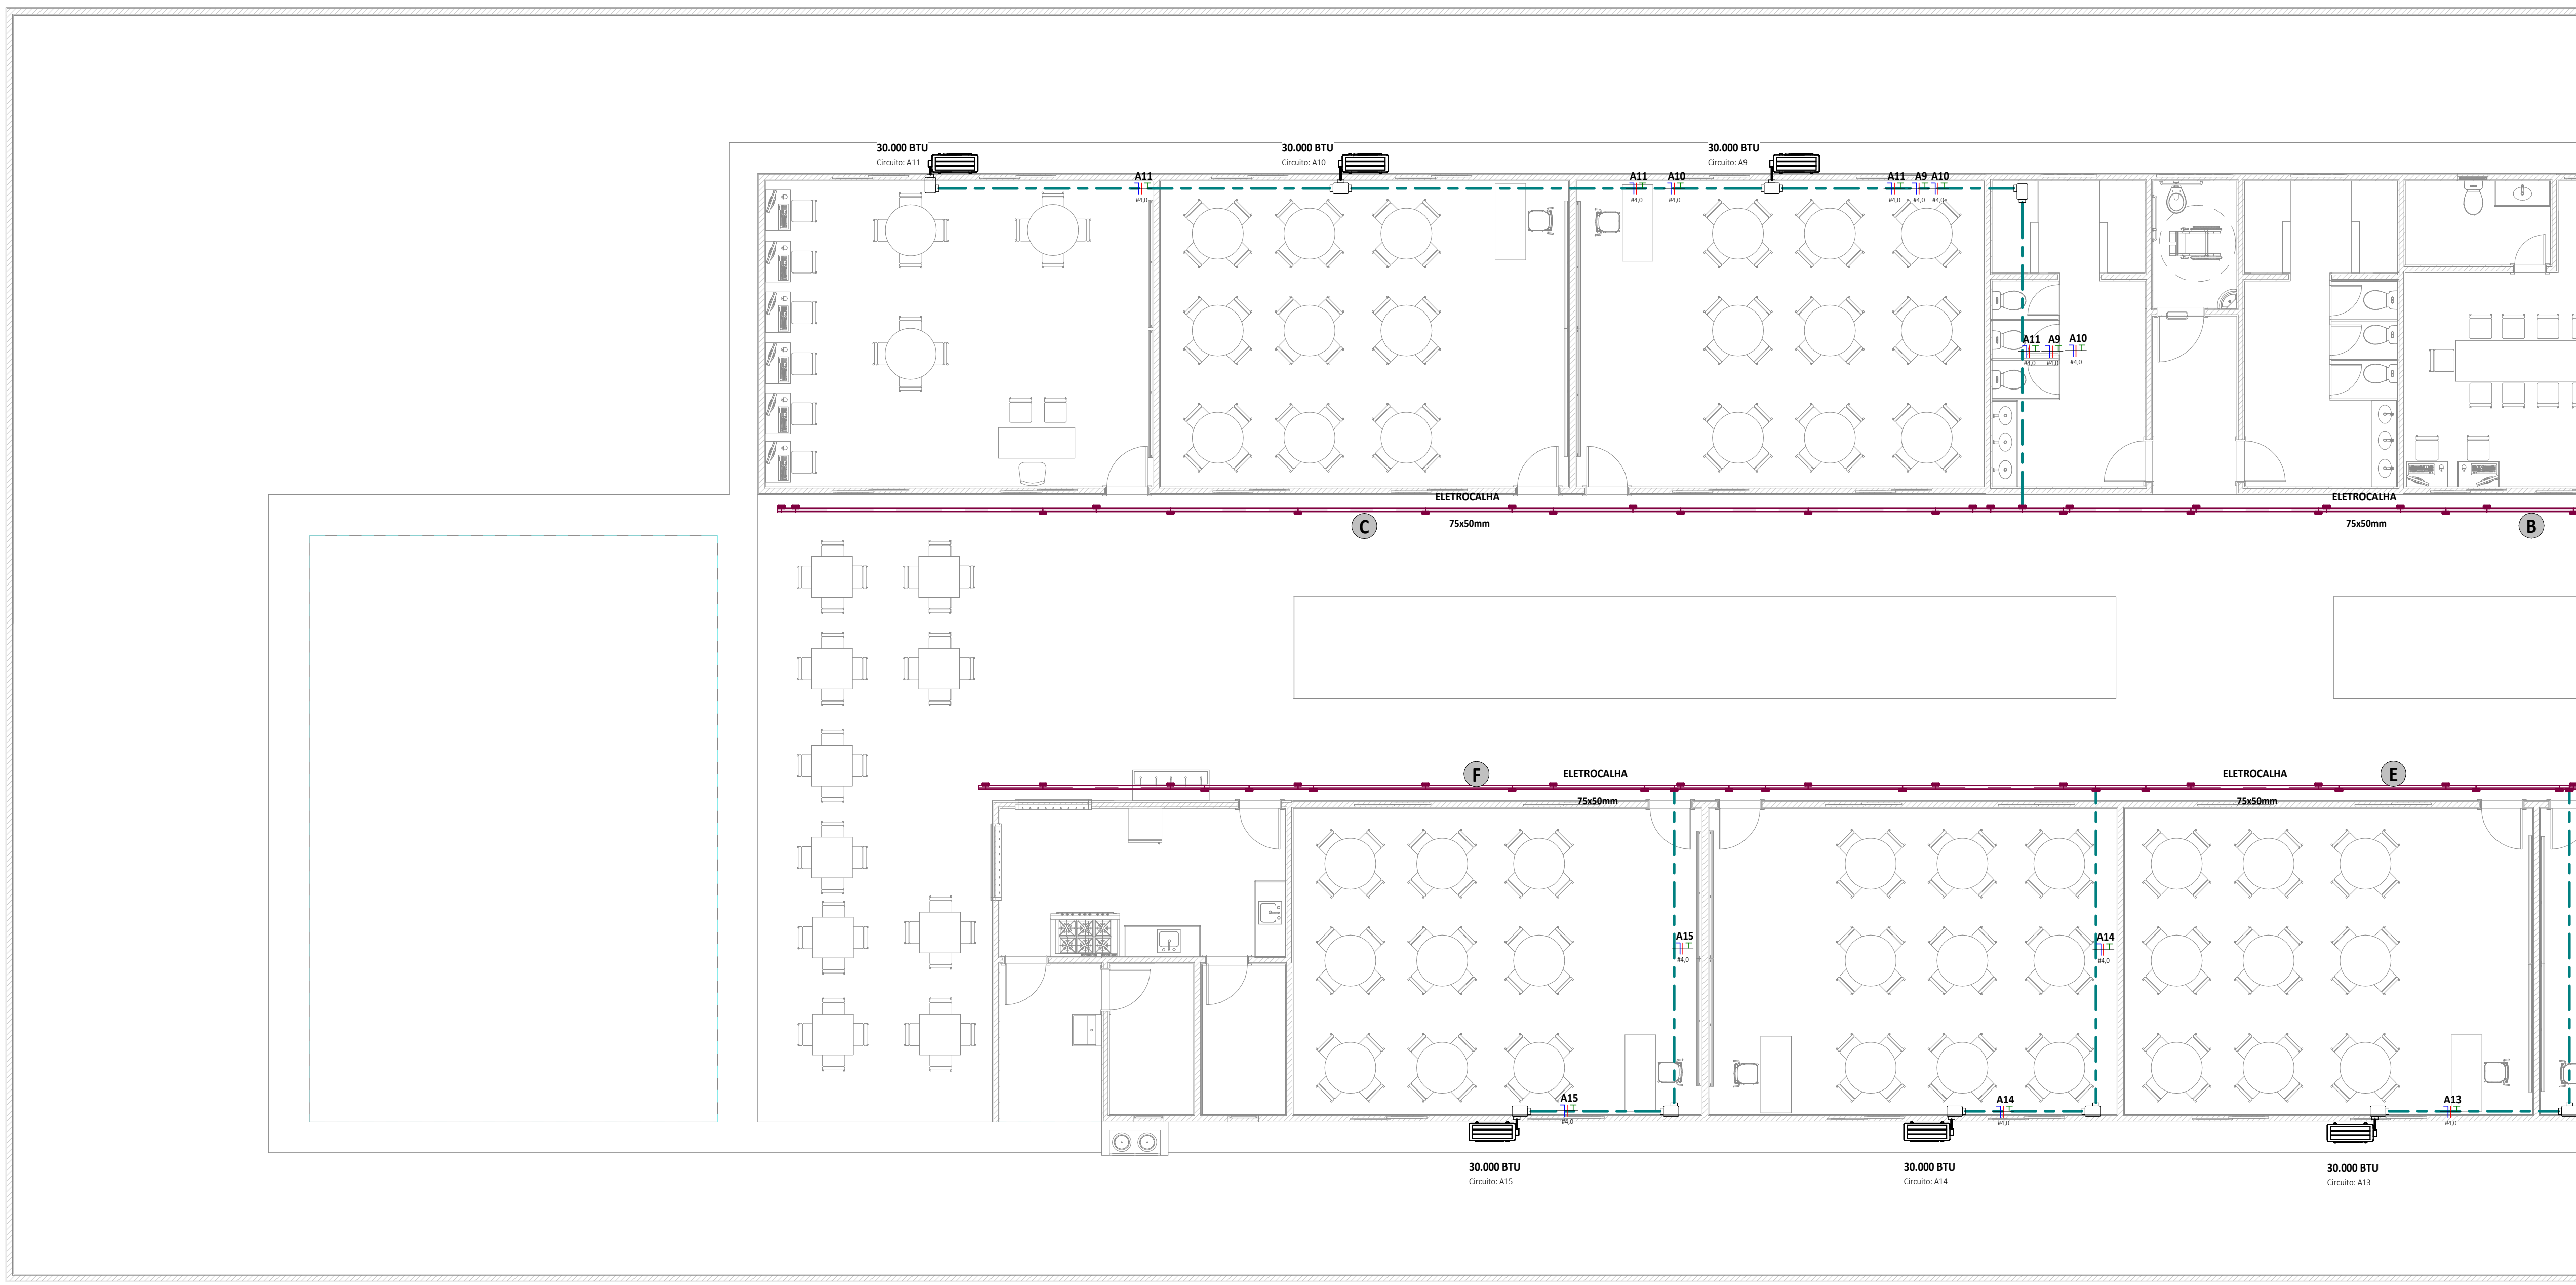 30.000 BTU
Circuito: A11
30.000 BTU
Circuito: A10
30.000 BTU
Circuito: A9
A11
#4,0
A11
#4,0
A10
#4,0
A11
#4,0
A9
#4,0
A10
#4,0
A11
#4,0
A9
#4,0
A10
#4,0
ELETROCALHA
75x50mm
C
ELETROCALHA
75x50mm
B
F
ELETROCALHA
75x50mm
ELETROCALHA
75x50mm
E
A15
#4,0
A14
#4,0
A15
#4,0
A14
#4,0
A13
#4,0
30.000 BTU
Circuito: A15
30.000 BTU
Circuito: A14
30.000 BTU
Circuito: A13